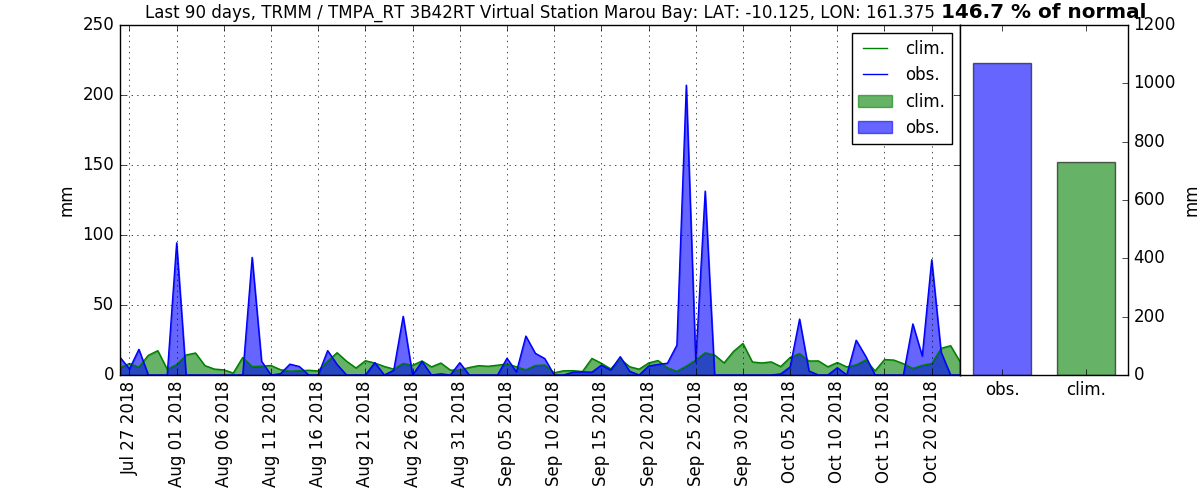 Last 90 days, TRMM / TMPA_RT 3B42RT Virtual Station Marou Bay: LAT: -10.125, LON: 161.375 146.7 % of normal
250
200
150
100
50
0
mm
clim.
obs.
clim.
obs.
1200
1000
800
600
400
200
0
mm
Jul 27 2018
Aug 01 2018
Aug 06 2018
Aug 11 2018
Aug 16 2018
Aug 21 2018
Aug 26 2018
Aug 31 2018
Sep 05 2018
Sep 10 2018
Sep 15 2018
Sep 20 2018
Sep 25 2018
Sep 30 2018
Oct 05 2018
Oct 10 2018
Oct 15 2018
Oct 20 2018
obs.
clim.